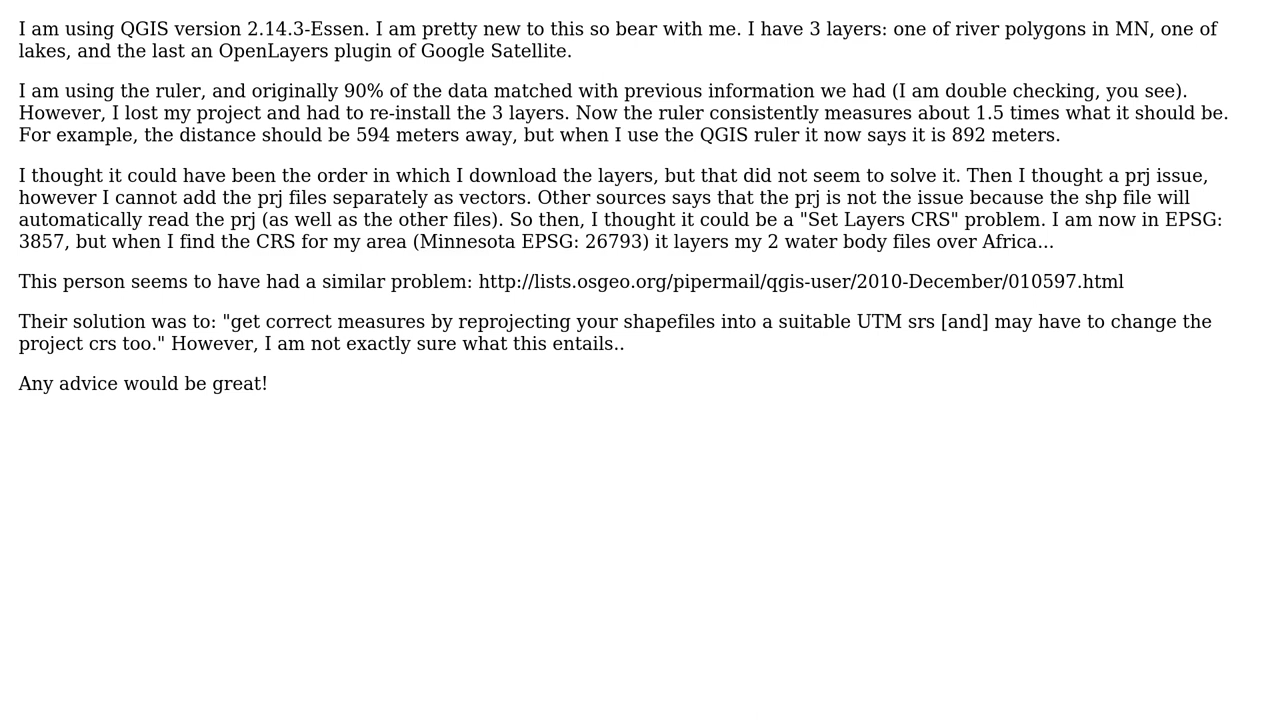 I am using QGIS version 2.14.3-Essen. I am pretty new to this so bear with me. I have 3 layers: one of river polygons in MN, one of
lakes, and the last an OpenLayers plugin of Google Satellite.
I am using the ruler, and originally 90% of the data matched with previous information we had (I am double checking, you see).
However, I lost my project and had to re-install the 3 layers. Now the ruler consistently measures about 1.5 times what it should be.
For example, the distance should be 594 meters away, but when I use the QGIS ruler it now says it is 892 meters.
I thought it could have been the order in which I download the layers, but that did not seem to solve it. Then I thought a prj issue,
however I cannot add the prj files separately as vectors. Other sources says that the prj is not the issue because the shp file will
automatically read the prj (as well as the other files). So then, I thought it could be a "Set Layers CRS" problem. I am now in EPSG:
3857, but when I find the CRS for my area (Minnesota EPSG: 26793) it layers my 2 water body files over Africa...
This person seems to have had a similar problem: http://lists.osgeo.org/pipermail/qgis-user/2010-December/010597.html
Their solution was to: "get correct measures by reprojecting your shapefiles into a suitable UTM srs [and] may have to change the
project crs too." However, I am not exactly sure what this entails..
Any advice would be great!